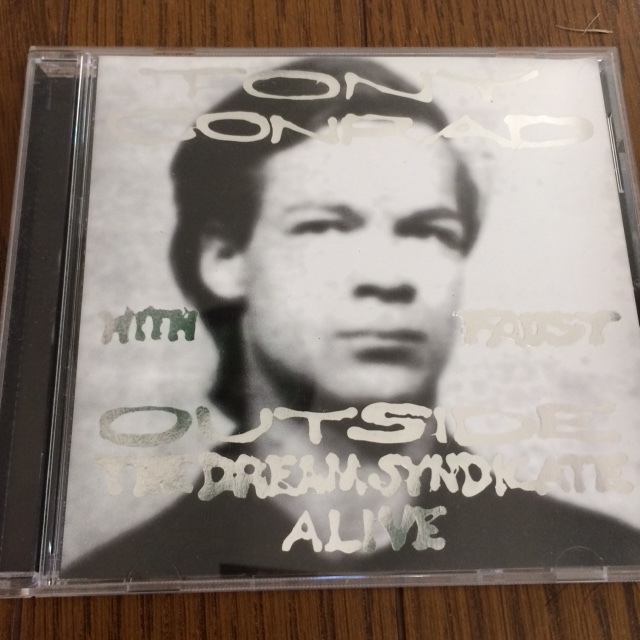 TONY
CONRAD
WITH FAUST
OUTSIDE
THE DREAM SYNDICATE
ALIVE